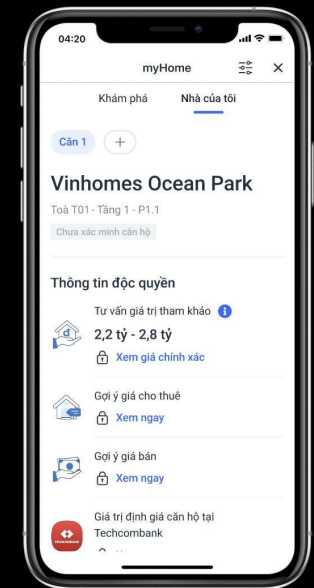 04:20
myHome
Khám phá
Nhà của tôi
Căn 1
Vinhomes Ocean Park
Toà T01 - Tầng 1 - P1.1
Chưa xác minh căn hộ
Thông tin độc quyền
Tư vấn giá trị tham khảo
2,2 tỷ - 2,8 tỷ
Xem giá chính xác
Gợi ý giá cho thuê
Xem ngay
Gợi ý giá bán
Xem ngay
Giá trị định giá căn hộ tại
Techcombank
TECHCOMBANK